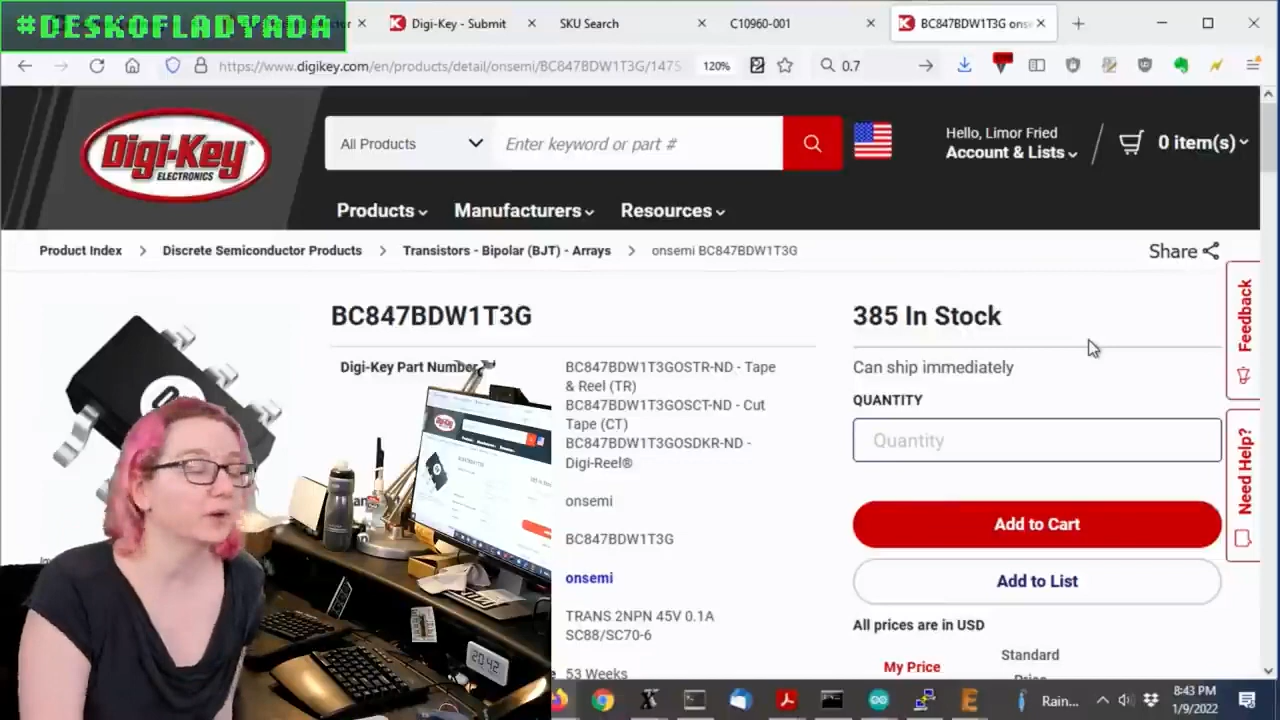 #DESKOFLADYADA
Digi-Key - Submit
SKU Search
C10960-001
BC847BDW1T3G onse
https://www.digikey.com/en/products/detail/onsemi/BC847BDW1T3G/1475
120%
0.7
Digi-Key
ELECTRONICS
All Products
Enter keyword or part #
Hello, Limor Fried
Account & Lists
0 item(s)
Products
Manufacturers
Resources
Product Index
Discrete Semiconductor Products
Transistors - Bipolar (BJT) - Arrays
onsemi BC847BDW1T3G
Share
BC847BDW1T3G
385 In Stock
Digi-Key Part Number
BC847BDW1T3GOSTR-ND - Tape
& Reel (TR)
BC847BDW1T3GOSCT-ND - Cut
Tape (CT)
BC847BDW1T3GOSDKR-ND -
Digi-Reel®
onsemi
BC847BDW1T3G
onsemi
TRANS 2NPN 45V 0.1A
SC88/SC70-6
53 Weeks
Can ship immediately
QUANTITY
Quantity
Add to Cart
Add to List
All prices are in USD
My Price
Standard
Feedback
Need Help?
20:42
Rain...
8:43 PM
1/9/2022